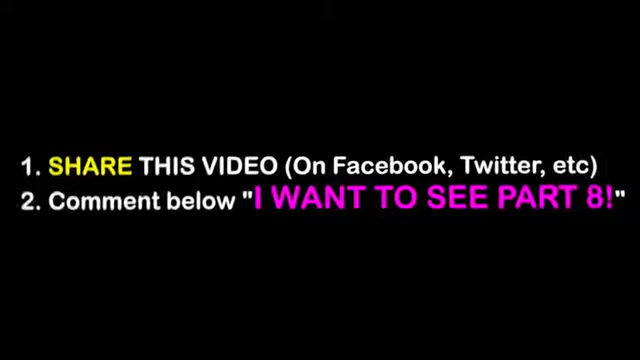 1. SHARE THIS VIDEO (On Facebook, Twitter, etc)
2. Comment below "I WANT TO SEE PART 8!"